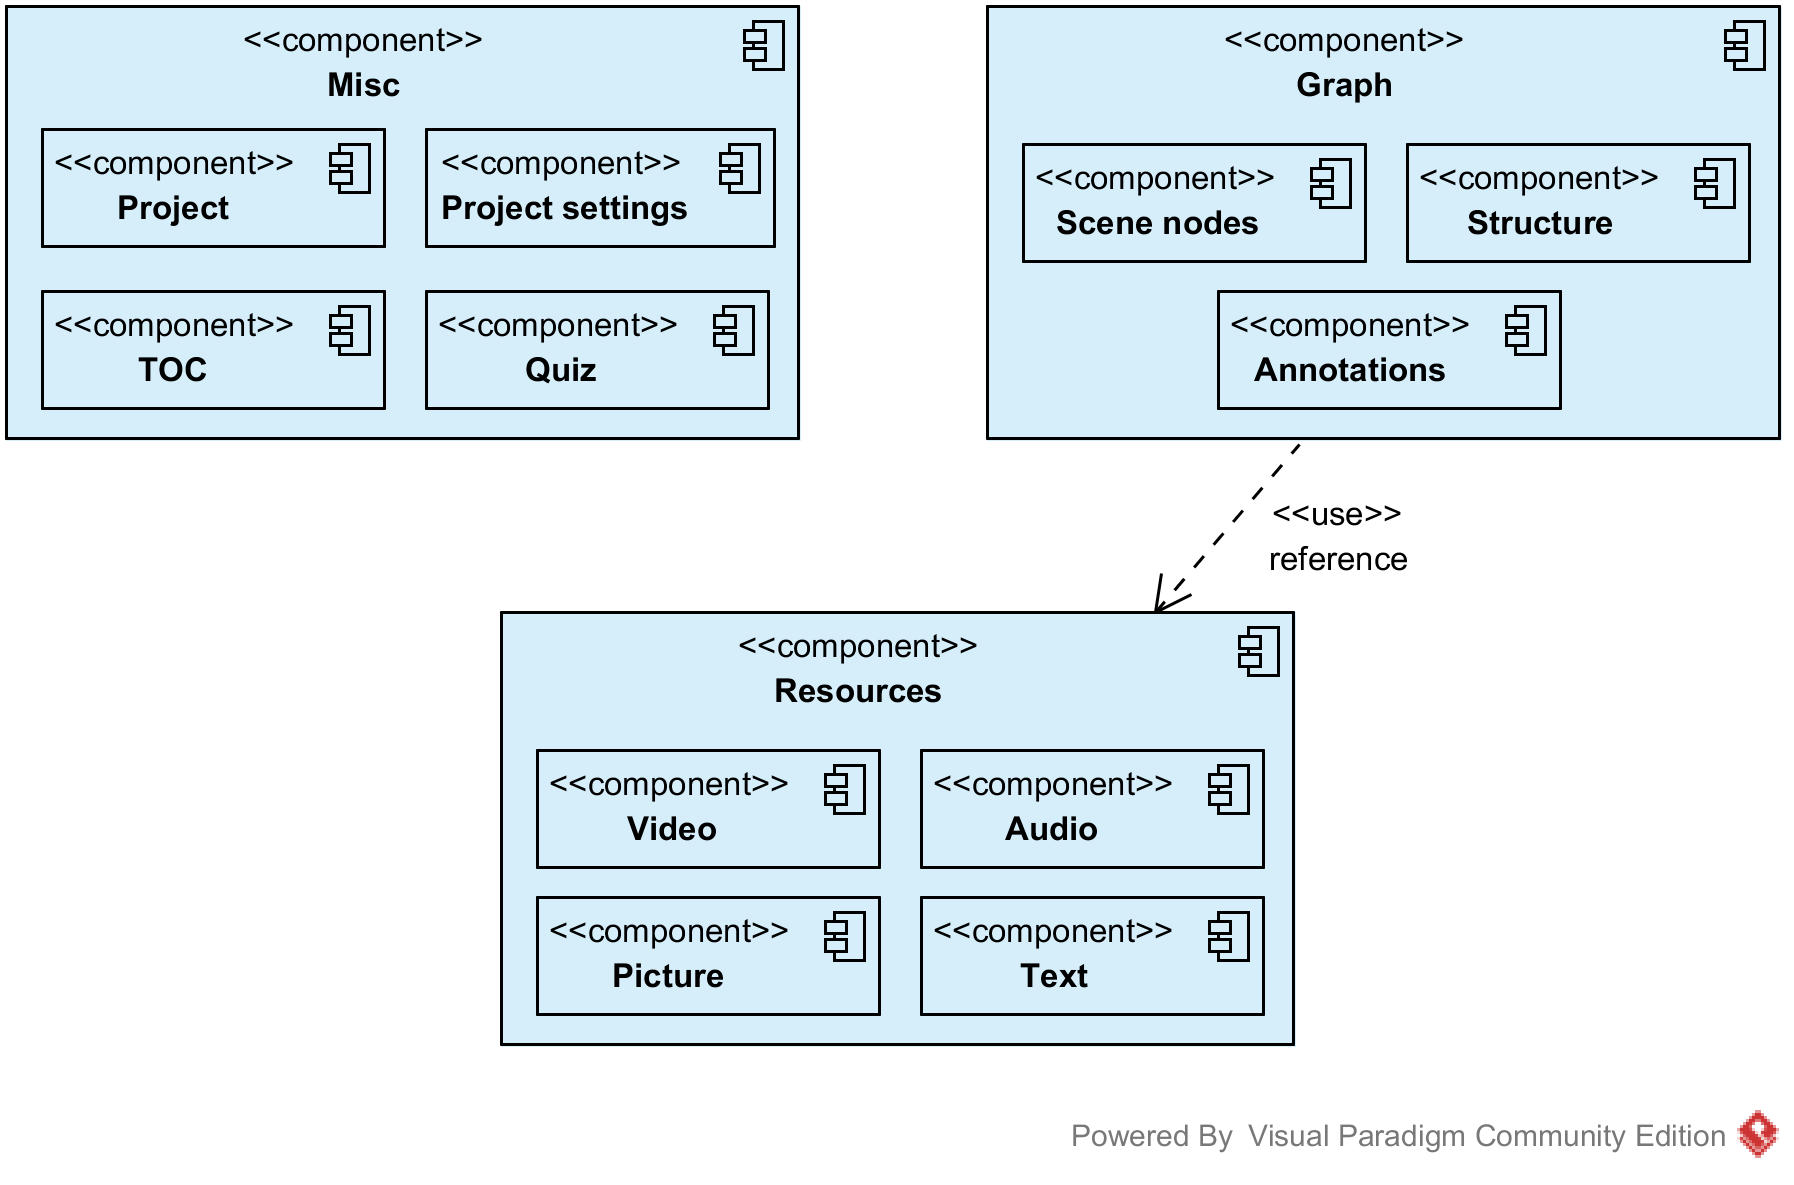 <<component>>
Misc
<<component>>
Project
<<component>>
Project settings
<<component>>
TOC
<<component>>
Quiz
<<component>>
Graph
<<component>>
Scene nodes
<<component>>
Structure
<<component>>
Annotations
<<use>>
reference
<<component>>
Resources
<<component>>
Video
<<component>>
Audio
<<component>>
Picture
<<component>>
Text
Powered By Visual Paradigm Community Edition